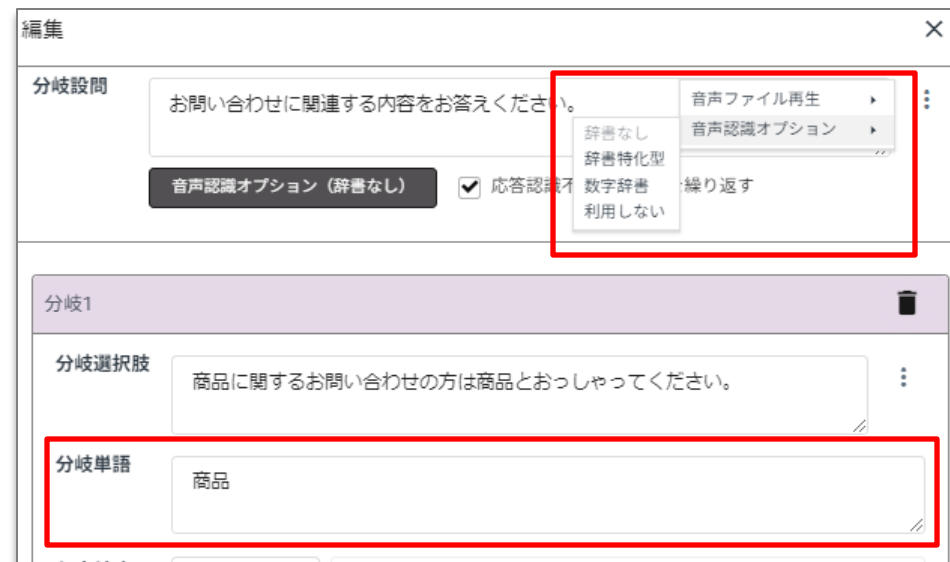 編集
分岐設問
お問い合わせに関連する内容をお答えください。
音声ファイル再生
音声認識オプション
辞書なし
辞書特化型
数字辞書
利用しない
音声認識オプション（辞書なし）
応答認識不
を繰り返す
分岐1
分岐選択肢
商品に関するお問い合わせの方は商品とおっしゃってください。
分岐単語
商品